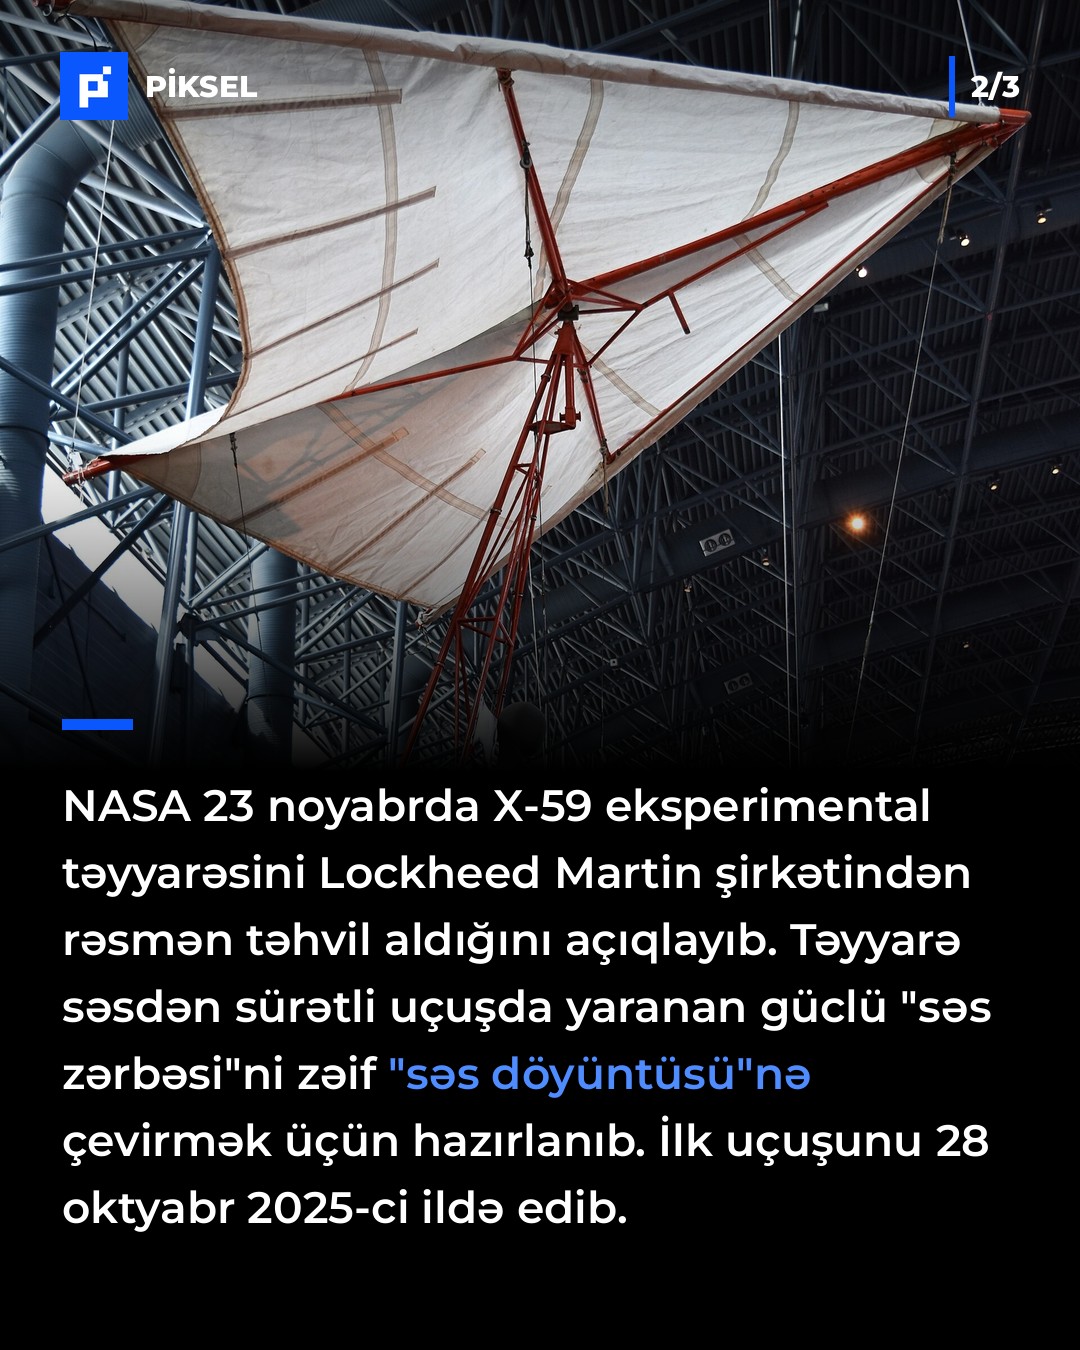 PİKSEL
2/3
NASA 23 noyabrda X-59 eksperimental
təyyarəsini Lockheed Martin şirkətindən
rəsmən təhvil aldığını açıqlayıb. Təyyarə
səsdən sürətli uçuşda yaranan güclü "səs
zərbəsi"ni zəif "səs döyüntüsü"nə
çevirmək üçün hazırlanıb. İlk uçuşunu 28
oktyabr 2025-ci ildə edib.